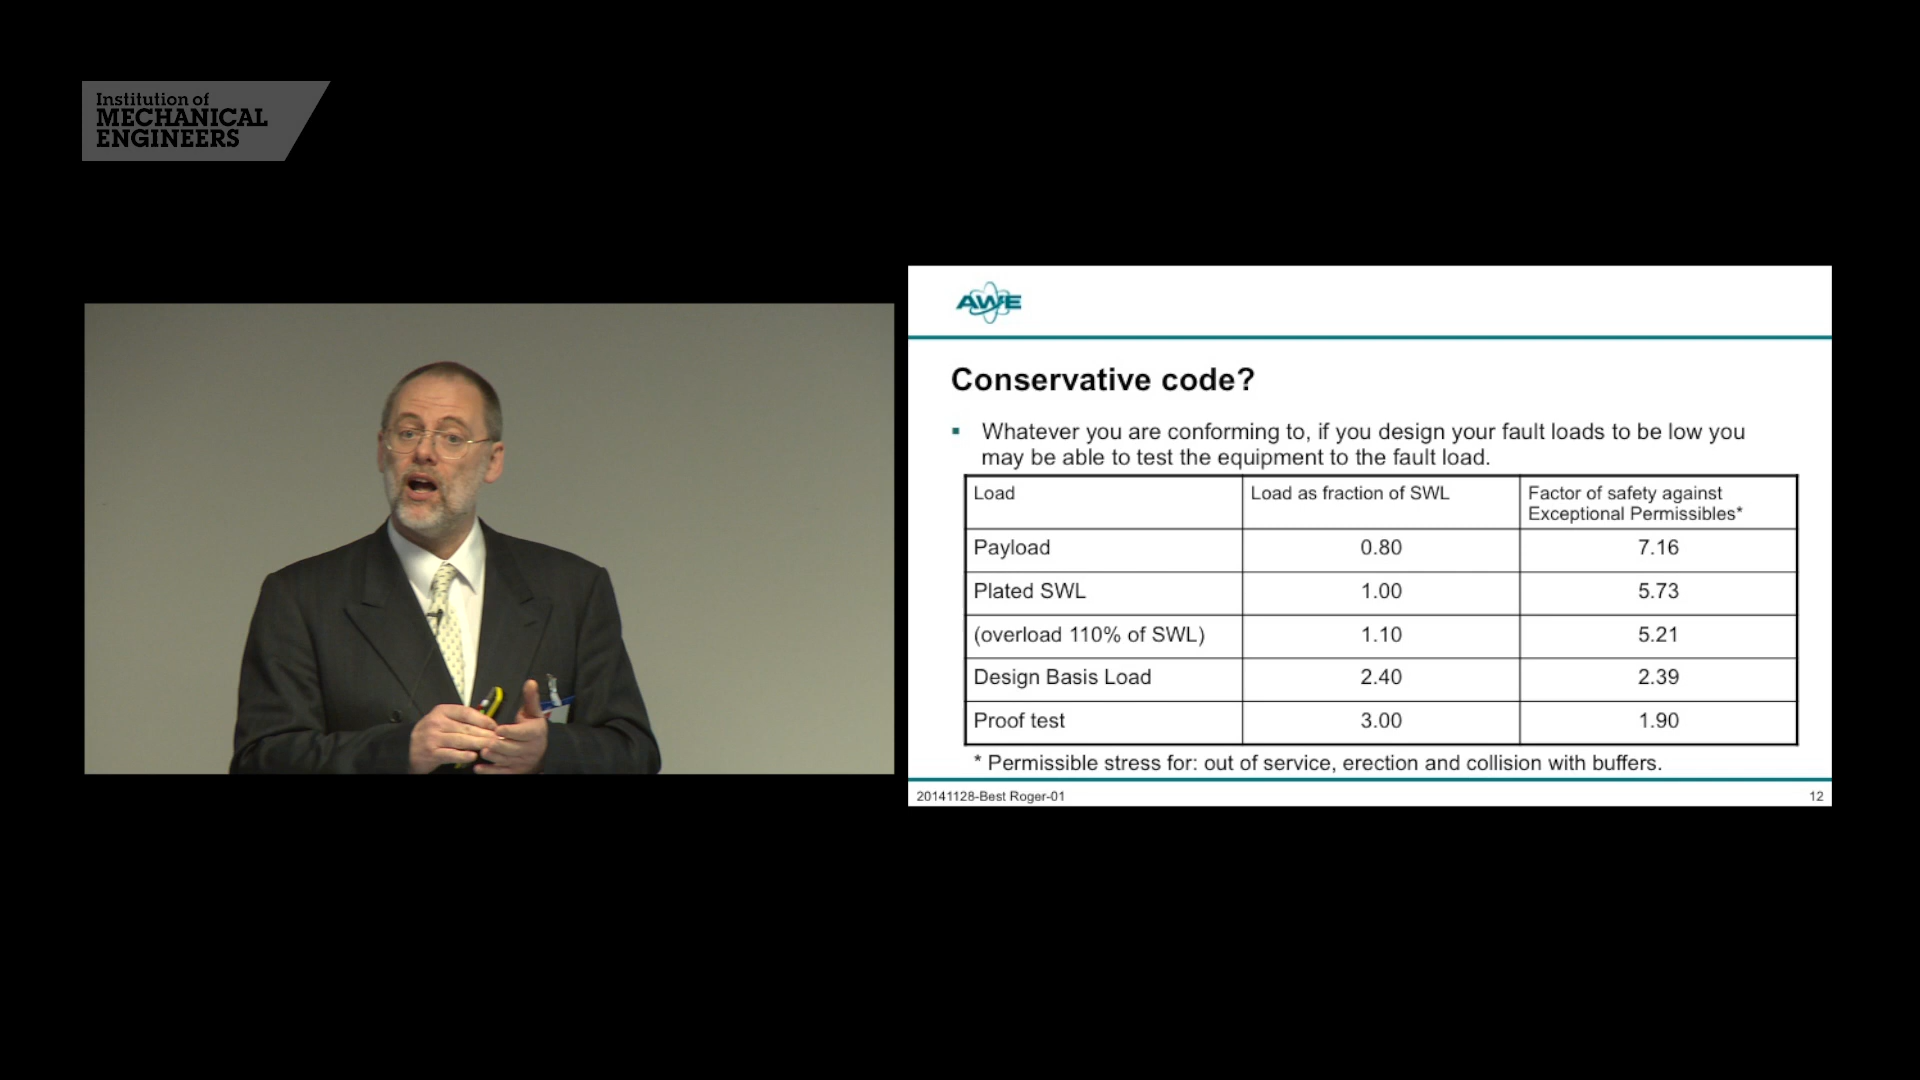 Institution of
MECHANICAL
ENGINEERS
AWE
Conservative code?
▪ Whatever you are conforming to, if you design your fault loads to be low you
may be able to test the equipment to the fault load.
Load Load as fraction of SWL Factor of safety against
Exceptional Permissibles*
Payload 0.80 7.16
Plated SWL 1.00 5.73
(overload 110% of SWL) 1.10 5.21
Design Basis Load 2.40 2.39
Proof test 3.00 1.90
* Permissible stress for: out of service, erection and collision with buffers.
20141128-Best Roger-01 12